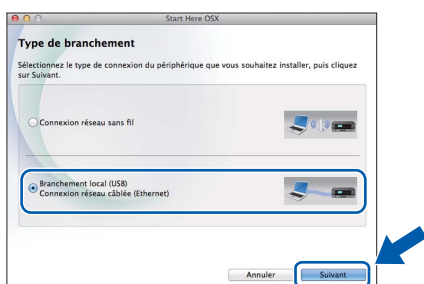 Start Here OSX
Type de branchement
Sélectionnez le type de connexion du périphérique que vous souhaitez installer, puis cliquez
sur Suivant.
Connexion réseau sans fil
Branchement local (USB)
Connexion réseau câblée (Ethernet)
Annuler
Suivant